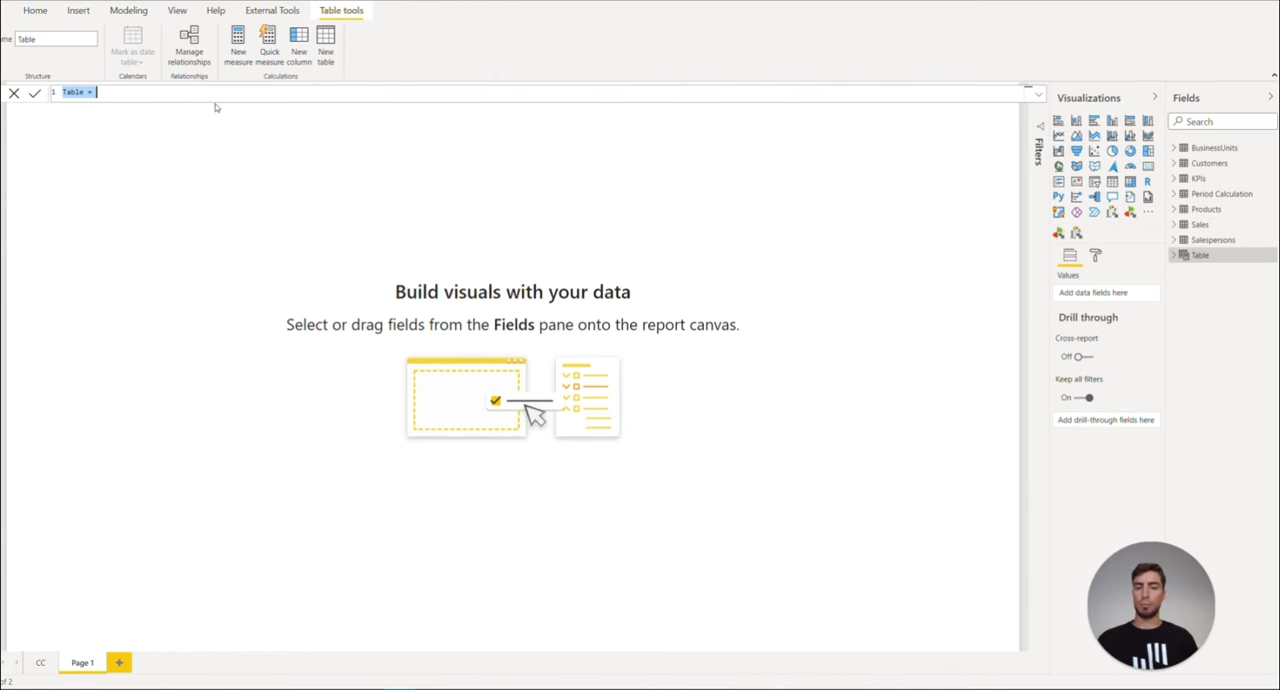 Home Insert Modeling View Help External Tools Table tools
me Table
Mark as date table
Manage relationships
New measure
Quick measure
New column
New table
Structure Calendars Relationships Calculations
1 Table =
Build visuals with your data
Select or drag fields from the Fields pane onto the report canvas.
Filters
Visualizations
R
Py
Values
Add data fields here
Drill through
Cross-report
Off
Keep all filters
On
Add drill-through fields here
Fields
Search
BusinessUnits
Customers
KPIs
Period Calculation
Products
Sales
Salespersons
Table
CC Page 1 +
of 2